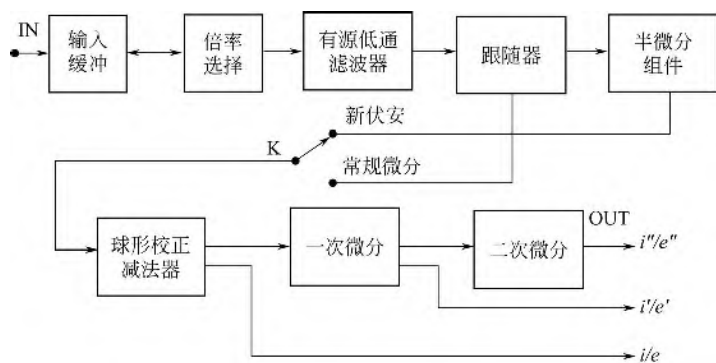 IN
输入
缓冲
倍率
选择
有源低通
滤波器
跟随器
半微分
组件
新伏安
K
常规微分
球形校正
减法器
一次微分
二次微分
OUT
i″/e″
i′/e′
i/e